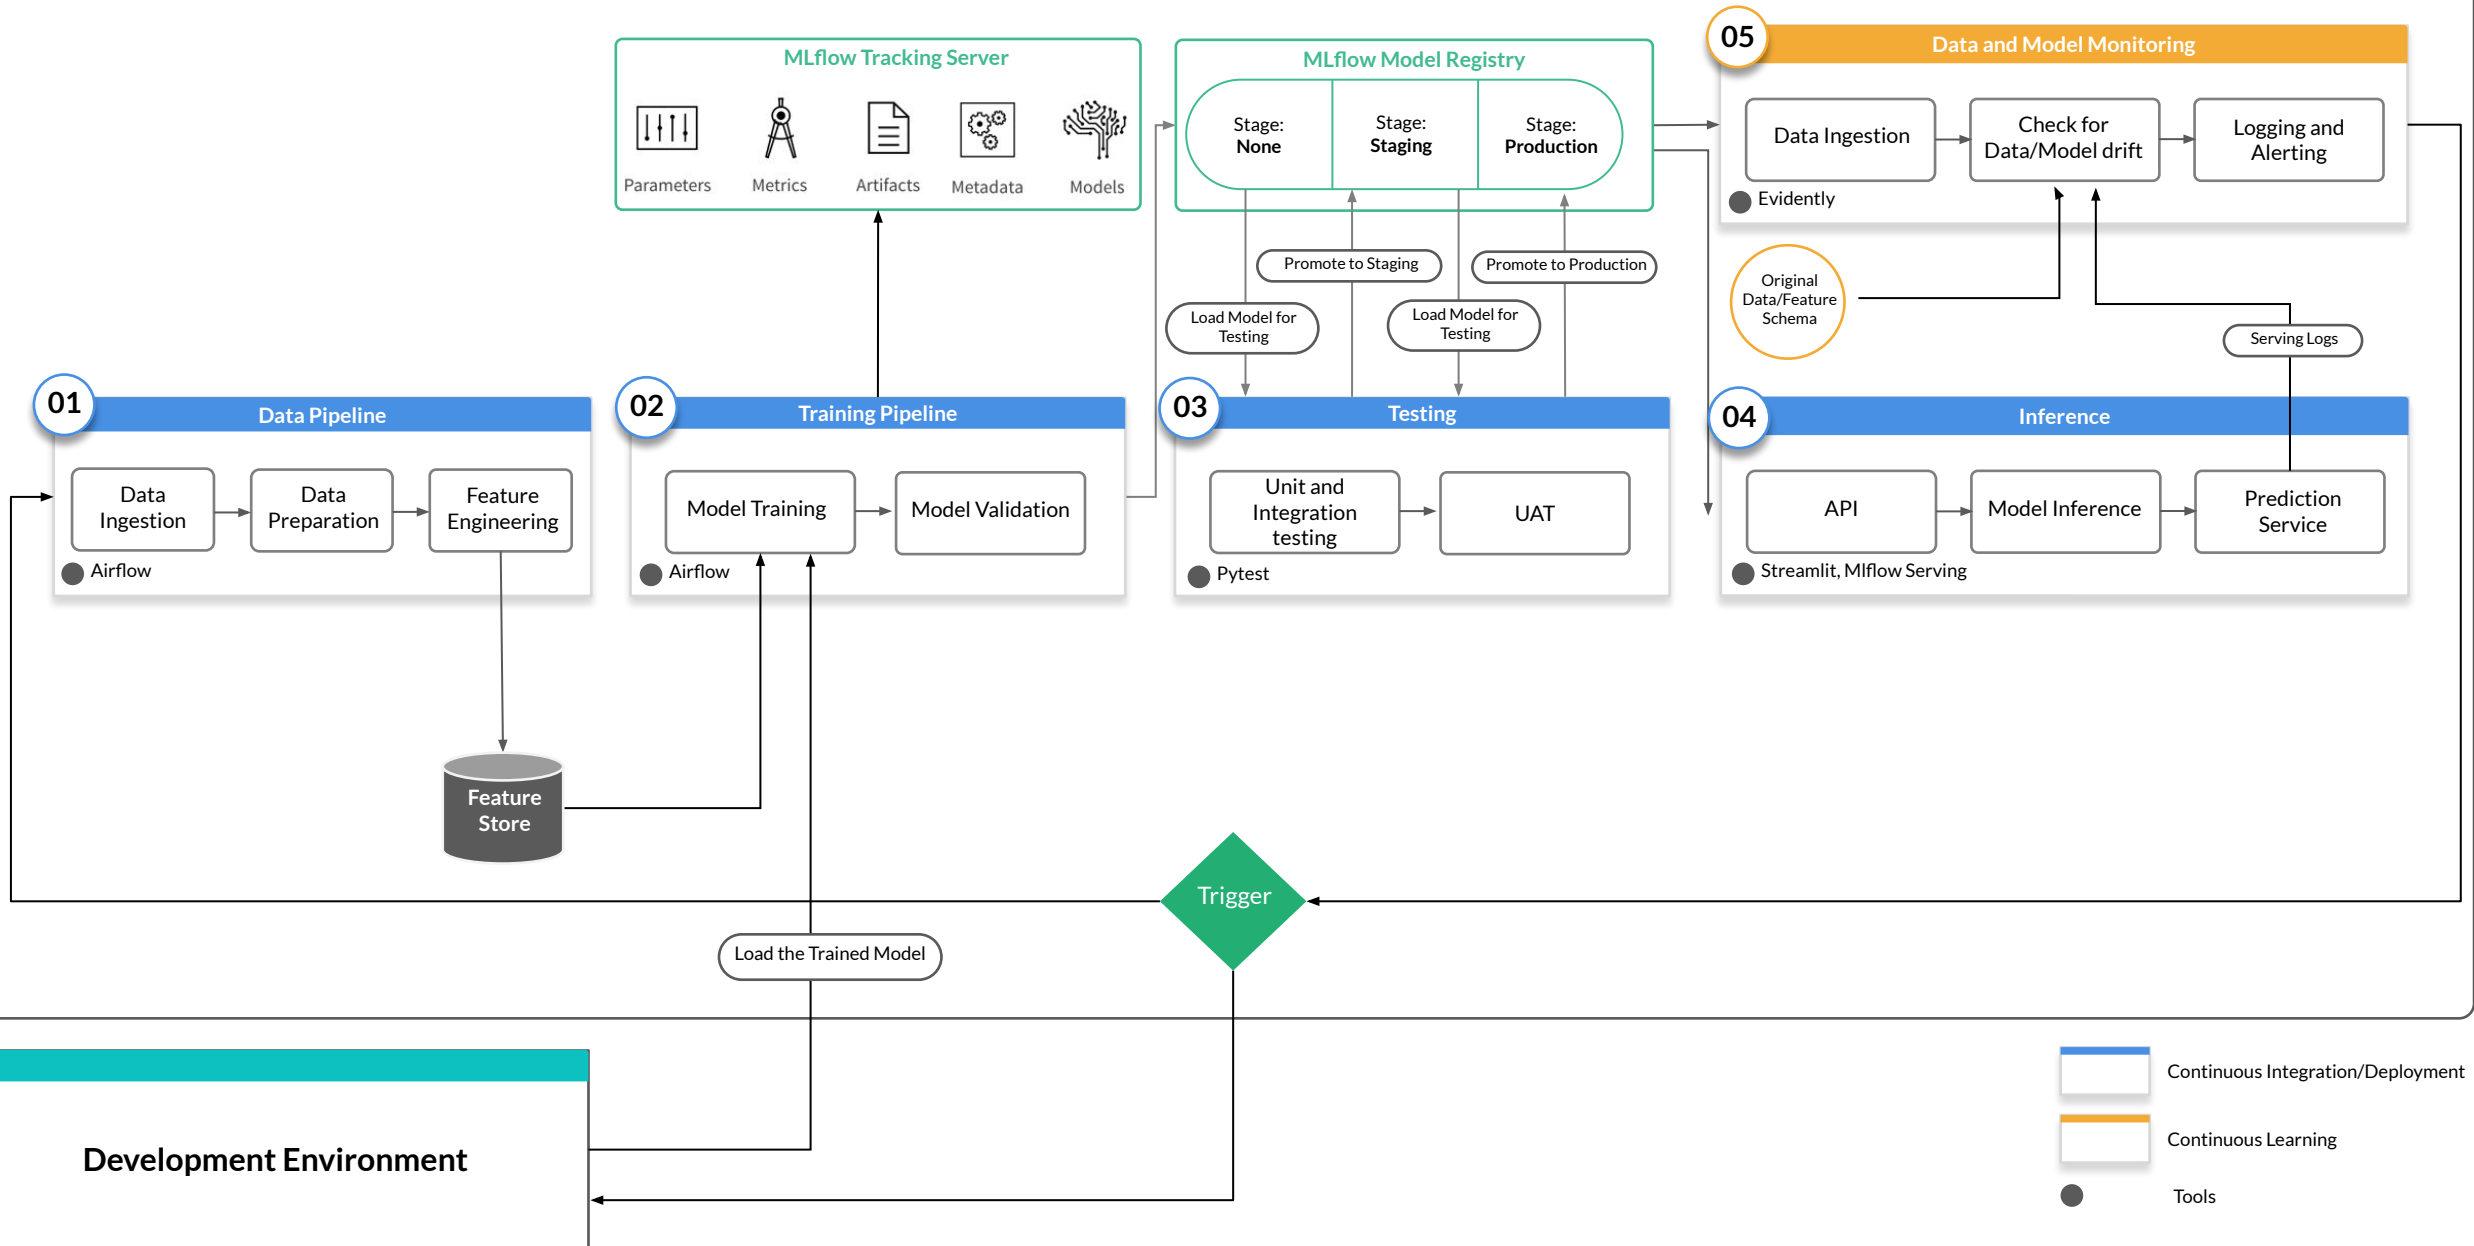 MLflow Tracking Server
Parameters
Metrics
Artifacts
Metadata
Models
MLflow Model Registry
Stage:
None
Stage:
Staging
Stage:
Production
05
Data and Model Monitoring
Data Ingestion
Check for
Data/Model drift
Logging and
Alerting
Evidently
Promote to Staging
Promote to Production
Load Model for
Testing
Load Model for
Testing
Original
Data/Feature
Schema
Serving Logs
01
Data Pipeline
Data
Ingestion
Data
Preparation
Feature
Engineering
Airflow
02
Training Pipeline
Model Training
Model Validation
Airflow
03
Testing
Unit and
Integration
testing
UAT
Pytest
04
Inference
API
Model Inference
Prediction
Service
Streamlit, Mlflow Serving
Feature
Store
Trigger
Load the Trained Model
Development Environment
Continuous Integration/Deployment
Continuous Learning
Tools